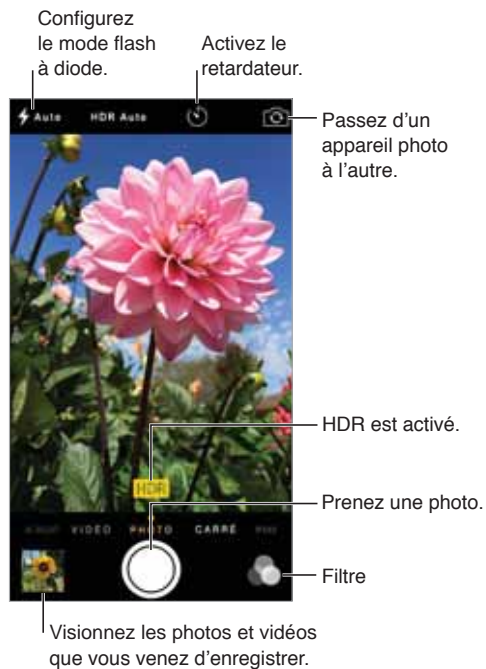 Configurez
le mode flash
à diode.
Activez le
retardateur.
Auto HDR Auto
Passez d'un
appareil photo
à l'autre.
HDR est activé.
HDR
Prenez une photo.
VIDÉO PHOTO CARRÉ
Filtre
Visionnez les photos et vidéos
que vous venez d'enregistrer.